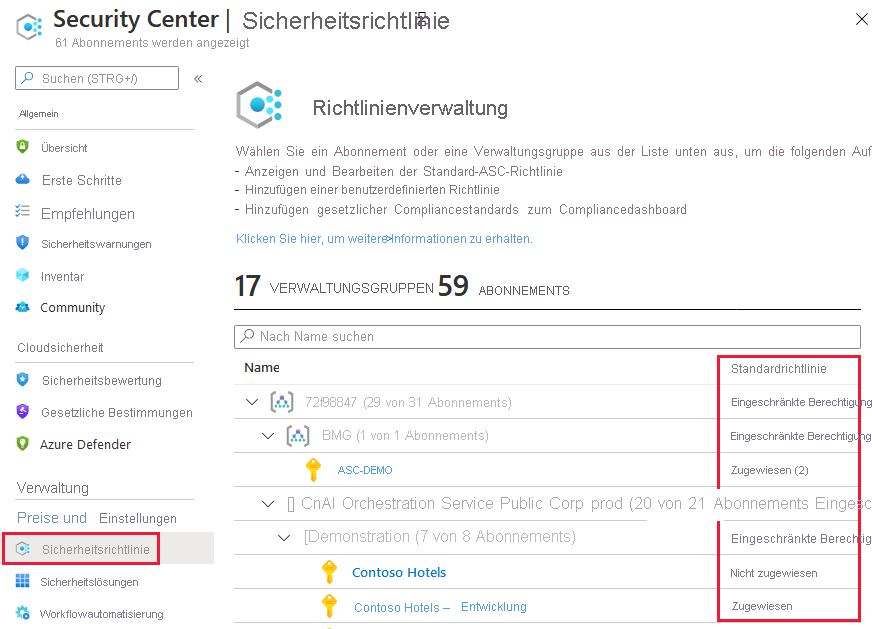 Security Center | Sicherheitsrichtlinie
61 Abonnements werden angezeigt
Suchen (STRG+/)
«
Allgemein
Übersicht
Erste Schritte
Empfehlungen
Sicherheitswarnungen
Inventar
Community
Cloudsicherheit
Sicherheitsbewertung
Gesetzliche Bestimmungen
Azure Defender
Verwaltung
Preise und Einstellungen
Sicherheitsrichtlinie
Sicherheitslösungen
Workflowautomatisierung
Richtlinienverwaltung
Wählen Sie ein Abonnement oder eine Verwaltungsgruppe aus der Liste unten aus, um die folgenden Auf
- Anzeigen und Bearbeiten der Standard-ASC-Richtlinie
- Hinzufügen einer benutzerdefinierten Richtlinie
- Hinzufügen gesetzlicher Compliancestandards zum Compliancedashboard
Klicken Sie hier, um weitere>Informationen zu erhalten.
17 VERWALTUNGSGRUPPEN 59 ABONNEMENTS
Nach Name suchen
Name Standardrichtlinie
72f98847 (29 von 31 Abonnements) Eingeschränkte Berechtigung
BMG (1 von 1 Abonnements) Eingeschränkte Berechtigung
ASC-DEMO Zugewiesen (2)
[] CnAI Orchestration Service Public Corp prod (20 von 21 Abonnements Eingesc
[Demonstration (7 von 8 Abonnements) Eingeschränkte Berechtig
Contoso Hotels Nicht zugewiesen
Contoso Hotels – Entwicklung Zugewiesen